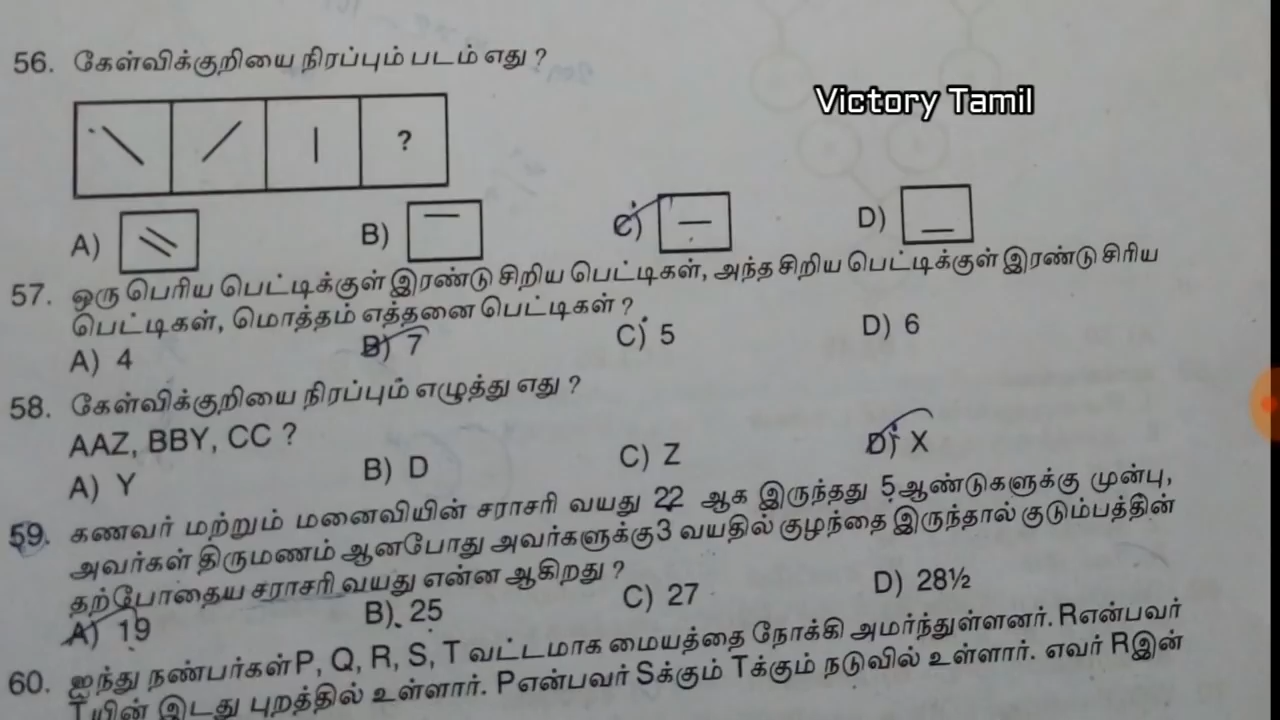 56. கேள்விக்குறியை நிரப்பும் படம் எது ?
Victory Tamil
?
A) B) C) D)
57. ஒரு பெரிய பெட்டிக்குள் இரண்டு சிறிய பெட்டிகள், அந்த சிறிய பெட்டிக்குள் இரண்டு சிரிய
பெட்டிகள், மொத்தம் எத்தனை பெட்டிகள் ?
A) 4 B) 7 C) 5 D) 6
58. கேள்விக்குறியை நிரப்பும் எழுத்து எது ?
AAZ, BBY, CC ?
A) Y B) D C) Z D) X
59. கணவர் மற்றும் மனைவியின் சராசரி வயது 22 ஆக இருந்தது 5ஆண்டுகளுக்கு முன்பு,
அவர்கள் திருமணம் ஆனபோது அவர்களுக்கு3 வயதில் குழந்தை இருந்தால் குடும்பத்தின்
தற்போதைய சராசரி வயது என்ன ஆகிறது ?
A) 19 B) 25 C) 27 D) 28½
60. ஐந்து நண்பர்கள்P, Q, R, S, T வட்டமாக மையத்தை நோக்கி அமர்ந்துள்ளனர். Rஎன்பவர்
Tயின் இடது புறத்தில் உள்ளார். Pஎன்பவர் Sக்கும் Tக்கும் நடுவில் உள்ளார். எவர் Rஇன்